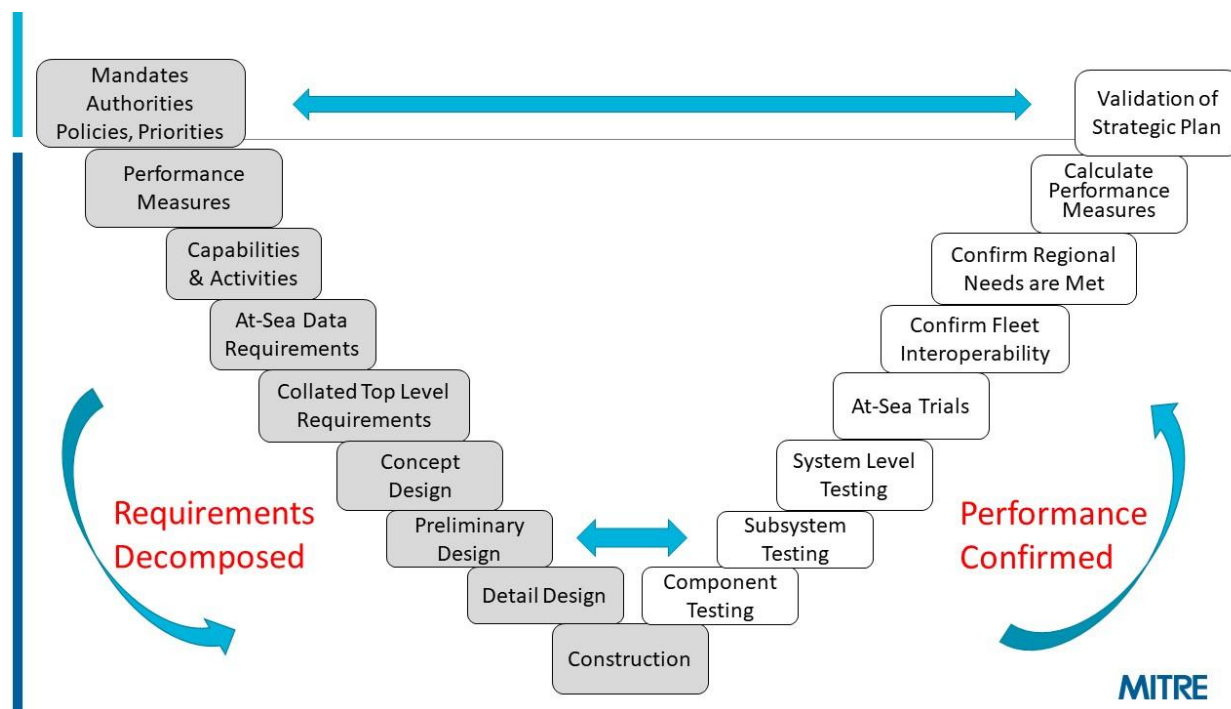 Mandates
Authorities
Policies, Priorities
Performance
Measures
Capabilities
& Activities
At-Sea Data
Requirements
Collated Top Level
Requirements
Concept
Design
Preliminary
Design
Detail Design
Construction
Component
Testing
Subsystem
Testing
System Level
Testing
At-Sea Trials
Confirm Fleet
Interoperability
Confirm Regional
Needs are Met
Calculate
Performance
Measures
Validation of
Strategic Plan
Requirements
Decomposed
Performance
Confirmed
MITRE